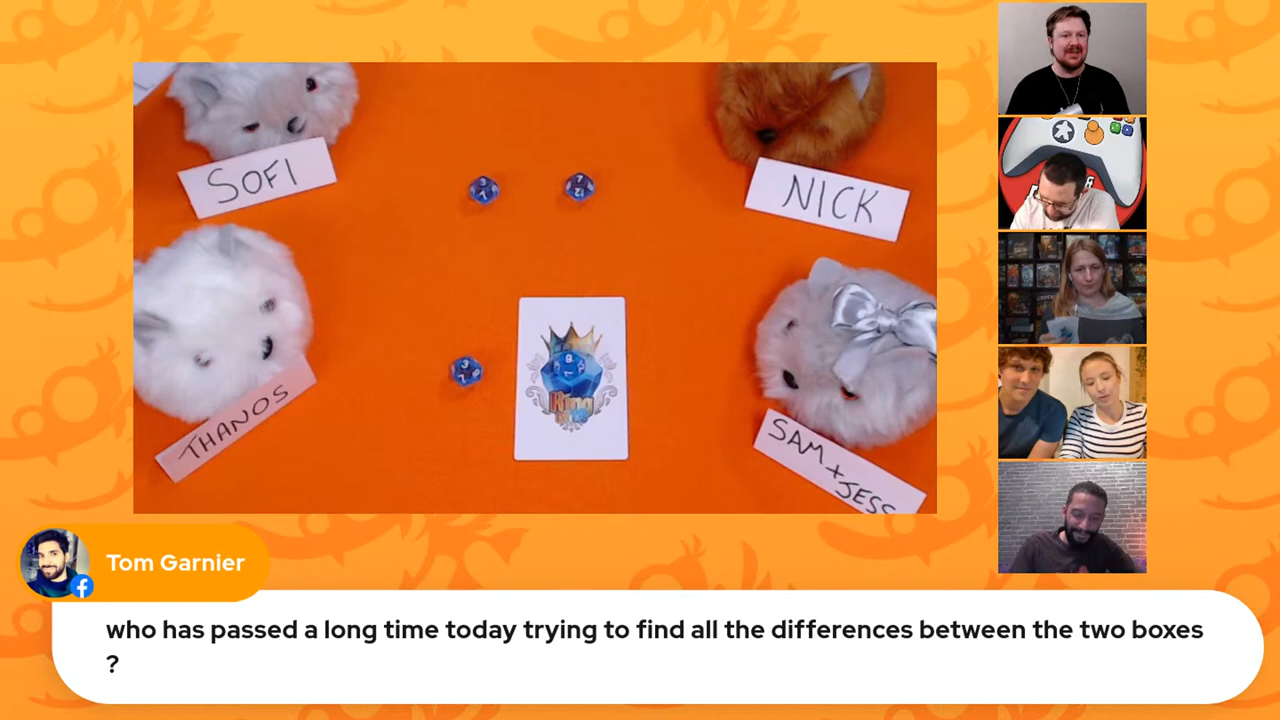 SOFI
NICK
THANOS
SAM + JESS
King
Tom Garnier
who has passed a long time today trying to find all the differences between the two boxes
?